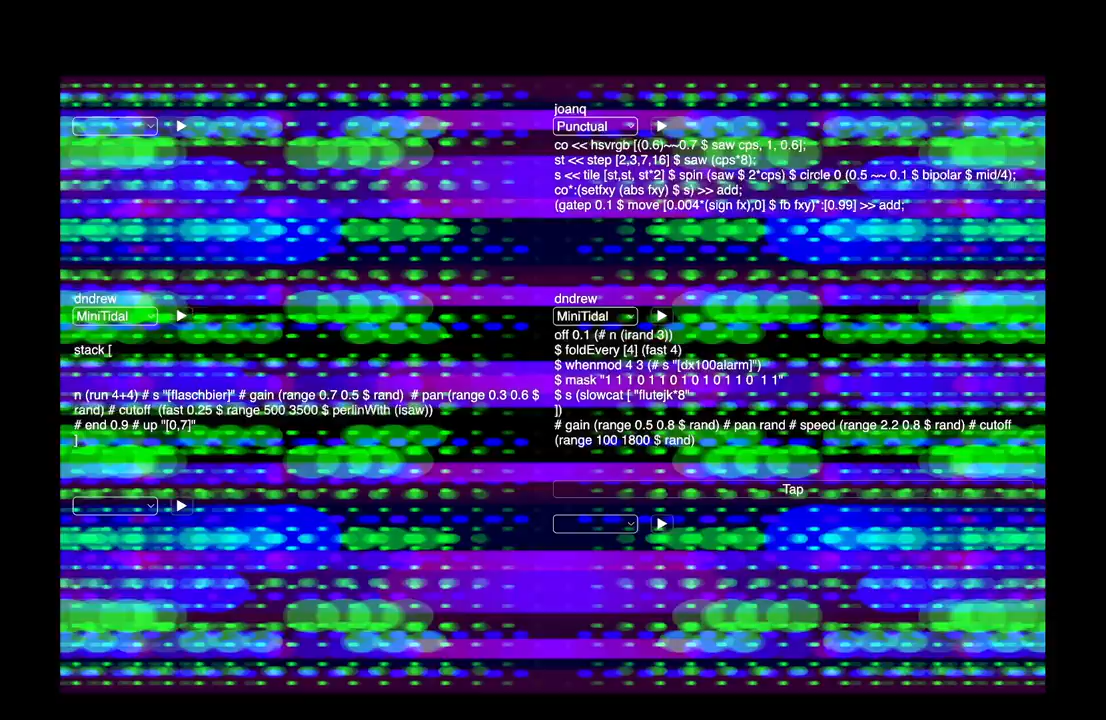 joanq
Punctual
co << hsvrgb [(0.6)~~0.7 $ saw cps, 1, 0.6];
st << step [2,3,7,16] $ saw (cps*8);
s << tile [st,st, st*2] $ spin (saw $ 2*cps) $ circle 0 (0.5 ~~ 0.1 $ bipolar $ mid/4);
co*:(setfxy (abs fxy) $ s) >> add;
(gatep 0.1 $ move [0.004*(sign fx),0] $ fb fxy)*:[0.99] >> add;
dndrew
MiniTidal
stack [
n (run 4+4) # s "[flaschbier]" # gain (range 0.7 0.5 $ rand)  # pan (range 0.3 0.6 $
rand) # cutoff  (fast 0.25 $ range 500 3500 $ perlinWith (isaw))
# end 0.9 # up "[0,7]"
]
dndrew
MiniTidal
off 0.1 (# n (irand 3))
$ foldEvery [4] (fast 4)
$ whenmod 4 3 (# s "[dx100alarm]")
$ mask "1 1 1 0 1 1 0 1 0 1 0 1 1 0  1 1"
$ s (slowcat [ "flutejk*8"
])
# gain (range 0.5 0.8 $ rand) # pan rand # speed (range 2.2 0.8 $ rand) # cutoff
(range 100 1800 $ rand)
Tap